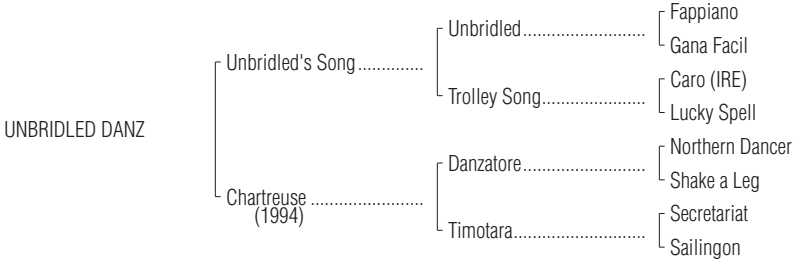 Fappiano
Unbridled..............................
Gana Facil
Unbridled's Song ..............
Caro (IRE)
Trolley Song.........................
Lucky Spell
UNBRIDLED DANZ
Northern Dancer
Danzatore..............................
Shake a Leg
Chartreuse ........................
(1994)
Secretariat
Timotara................................
Sailingon